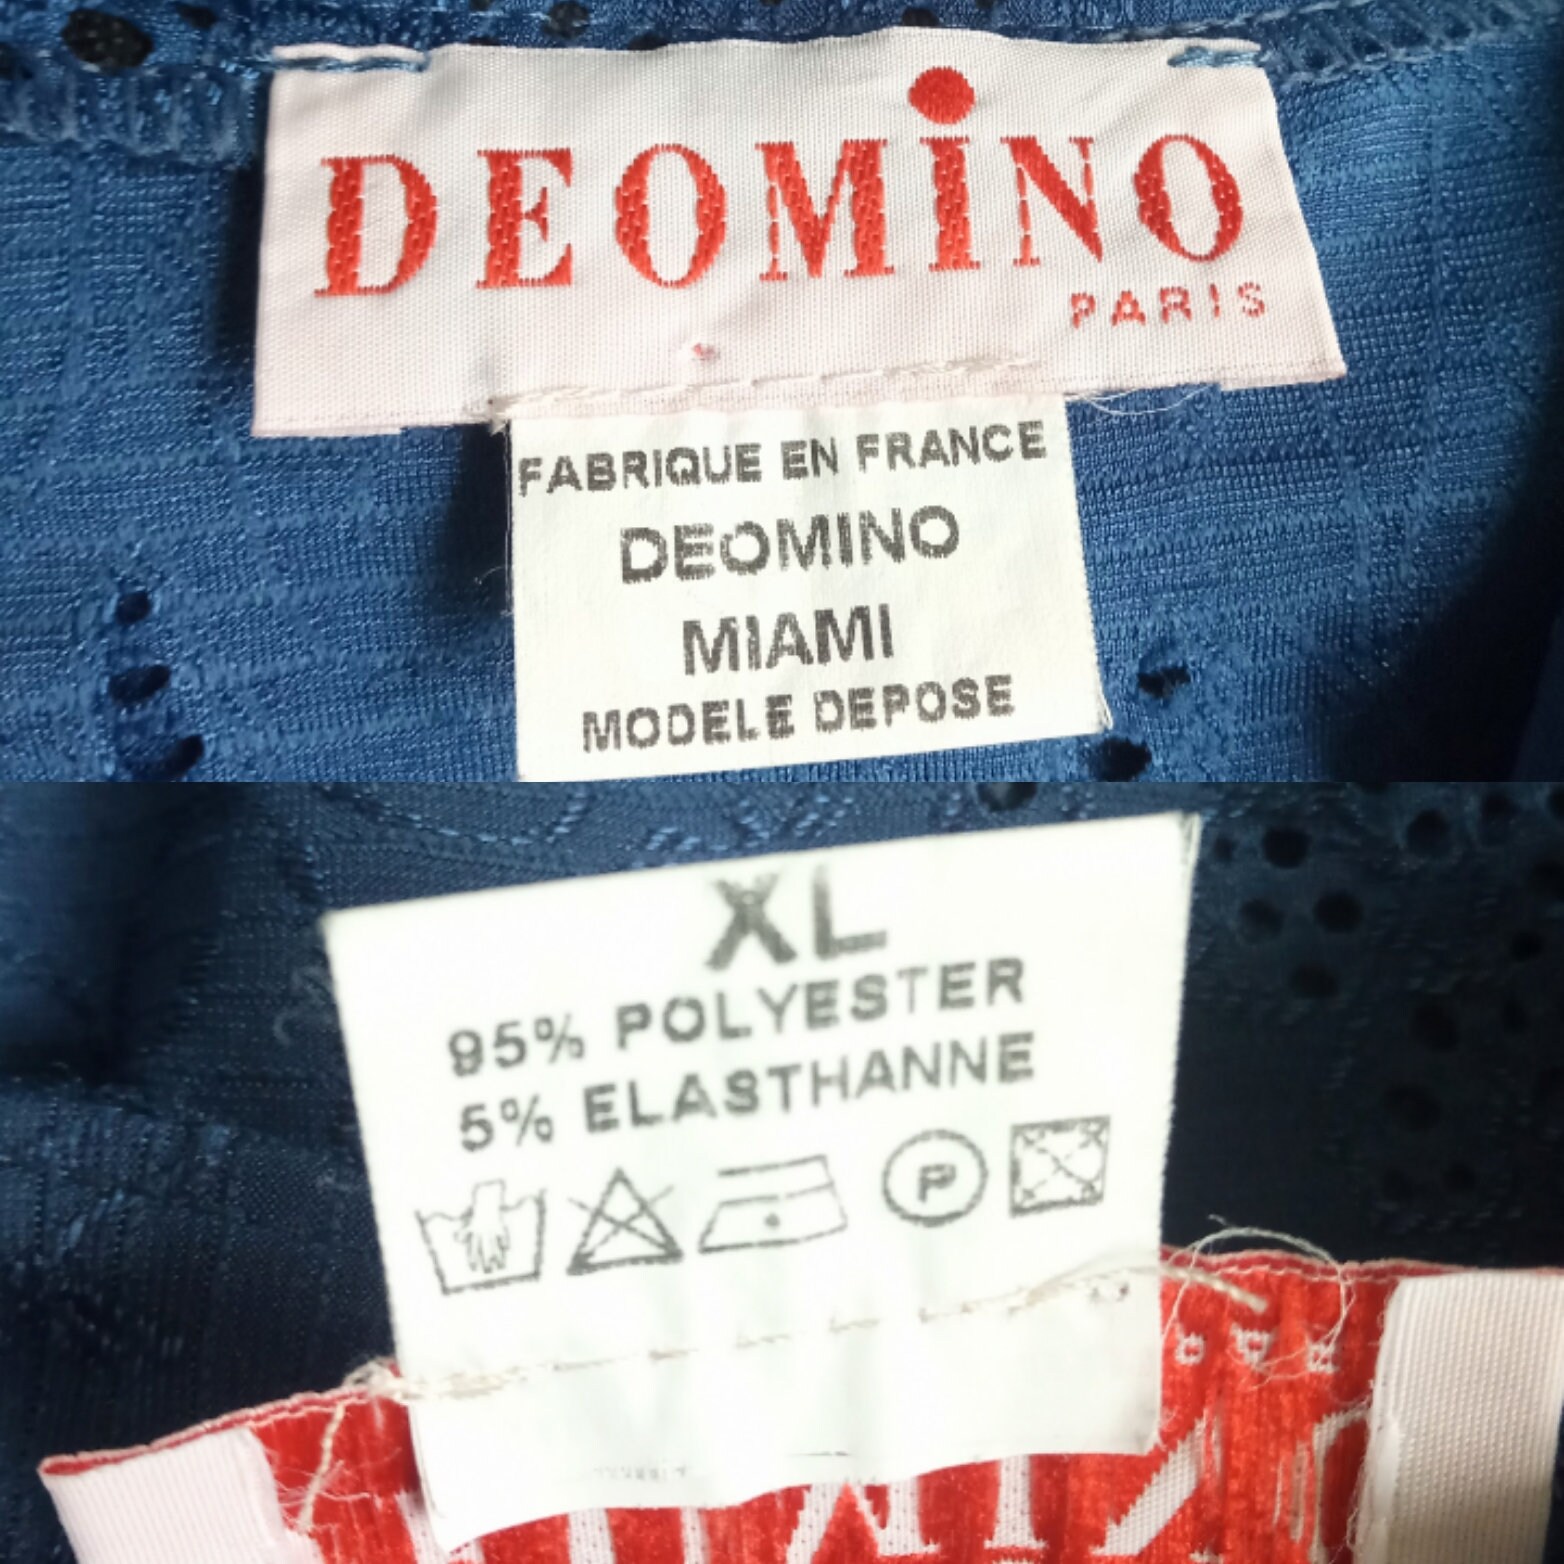 DEOMINO
PARIS
FABRIQUE EN FRANCE
DEOMINO
MIAMI
MODELE DEPOSE
XL
95% POLYESTER
5% ELASTHANNE
P